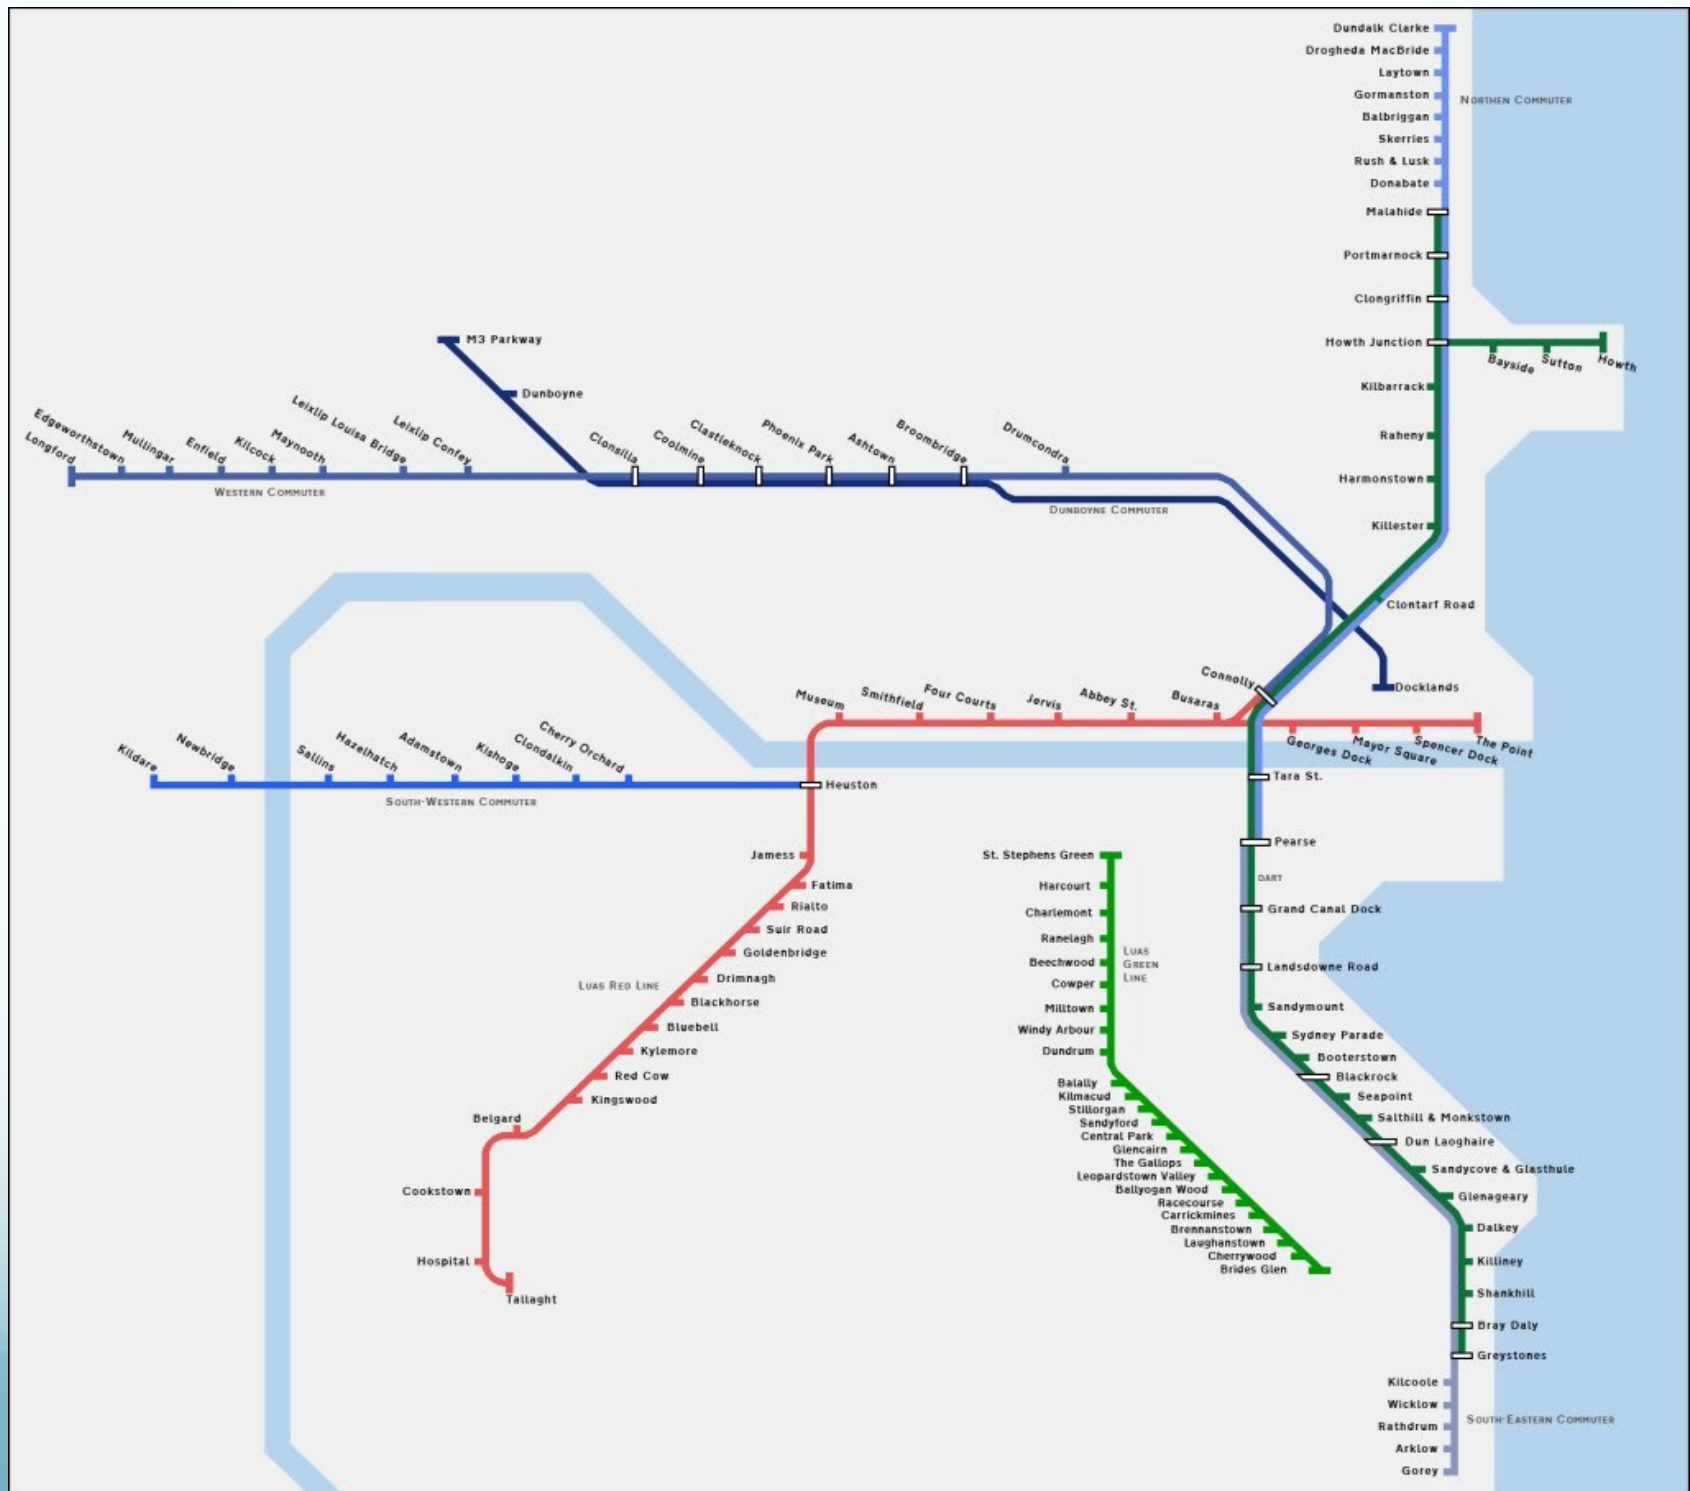 Dundalk Clarke
Drogheda MacBride
Laytown
Gormanston
Balbriggan
Skerries
Rush & Lusk
Donabate
Northen Commuter
Malahide
Portmarnock
Clongriffin
Howth Junction
Bayside
Sutton
Howth
Kilbarrack
Raheny
Harmonstown
Killester
Clontarf Road
M3 Parkway
Dunboyne
Longford
Edgeworthstown
Mullingar
Enfield
Kilcock
Maynooth
Leixlip Louisa Bridge
Leixlip Confey
Clonsilla
Coolmine
Clastleknock
Phoenix Park
Ashtown
Broombridge
Drumcondra
Western Commuter
Dunboyne Commuter
Connolly
Docklands
Museum
Smithfield
Four Courts
Jervis
Abbey St.
Busaras
Georges Dock
Mayor Square
Spencer Dock
The Point
Kildare
Newbridge
Sallins
Hazelhatch
Adamstown
Kishoge
Clondalkin
Cherry Orchard
South-Western Commuter
Heuston
Tara St.
Pearse
DART
Grand Canal Dock
Landsdowne Road
Sandymount
Sydney Parade
Booterstown
Blackrock
Seapoint
Salthill & Monkstown
Dun Laoghaire
Sandycove & Glasthule
Glenageary
Dalkey
Killiney
Shankhill
Bray Daly
Greystones
Kilcoole
Wicklow
Rathdrum
Arklow
Gorey
South-Eastern Commuter
Jamess
Fatima
Rialto
Suir Road
Goldenbridge
Drimnagh
Blackhorse
Bluebell
Kylemore
Red Cow
Kingswood
Belgard
Cookstown
Hospital
Tallaght
Luas Red Line
St. Stephens Green
Harcourt
Charlemont
Ranelagh
Beechwood
Cowper
Milltown
Windy Arbour
Dundrum
Luas
Green
Line
Balally
Kilmacud
Stillorgan
Sandyford
Central Park
Glencairn
The Gallops
Leopardstown Valley
Ballyogan Wood
Racecourse
Carrickmines
Brennanstown
Laughanstown
Cherrywood
Brides Glen